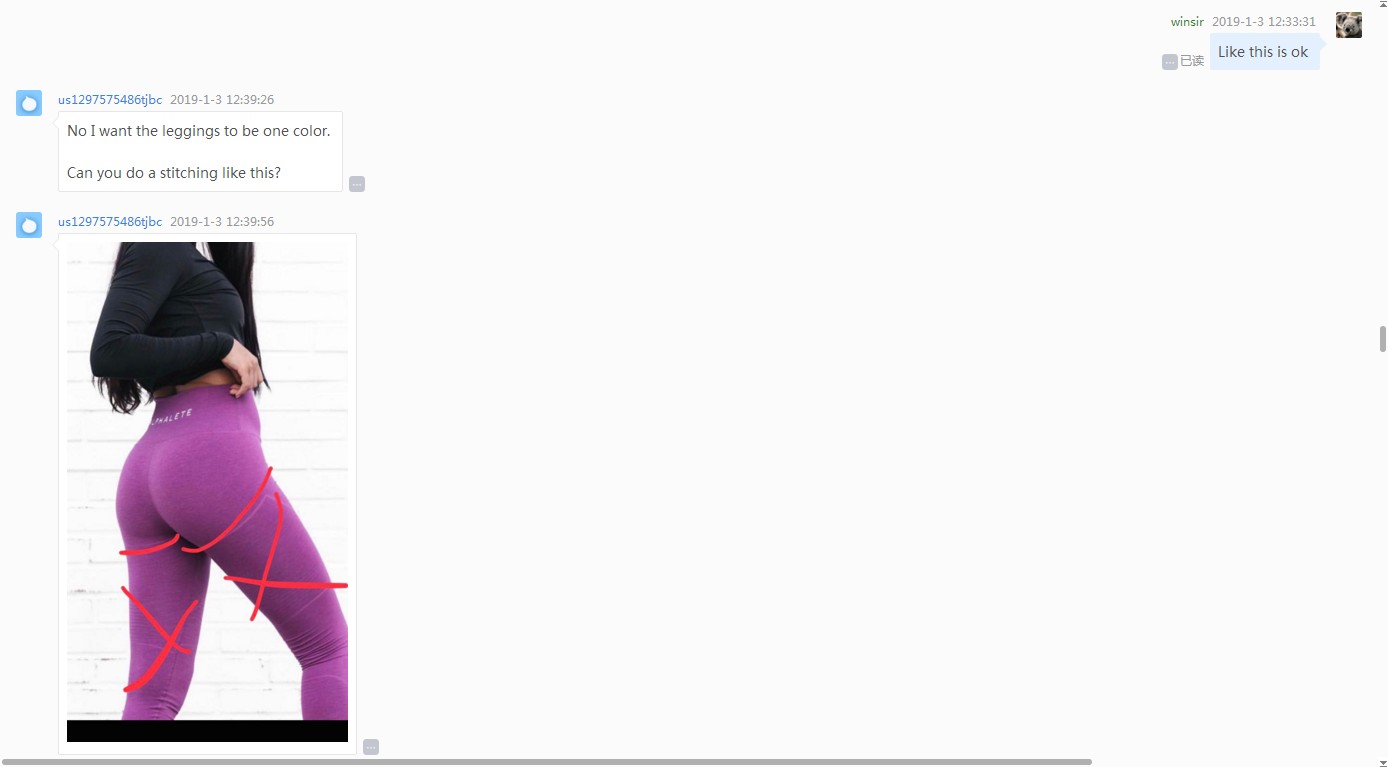 winsir 2019-1-3 12:33:31
Like this is ok
已读
us1297575486tjbc 2019-1-3 12:39:26
No I want the leggings to be one color.
Can you do a stitching like this?
us1297575486tjbc 2019-1-3 12:39:56
LPHALETE